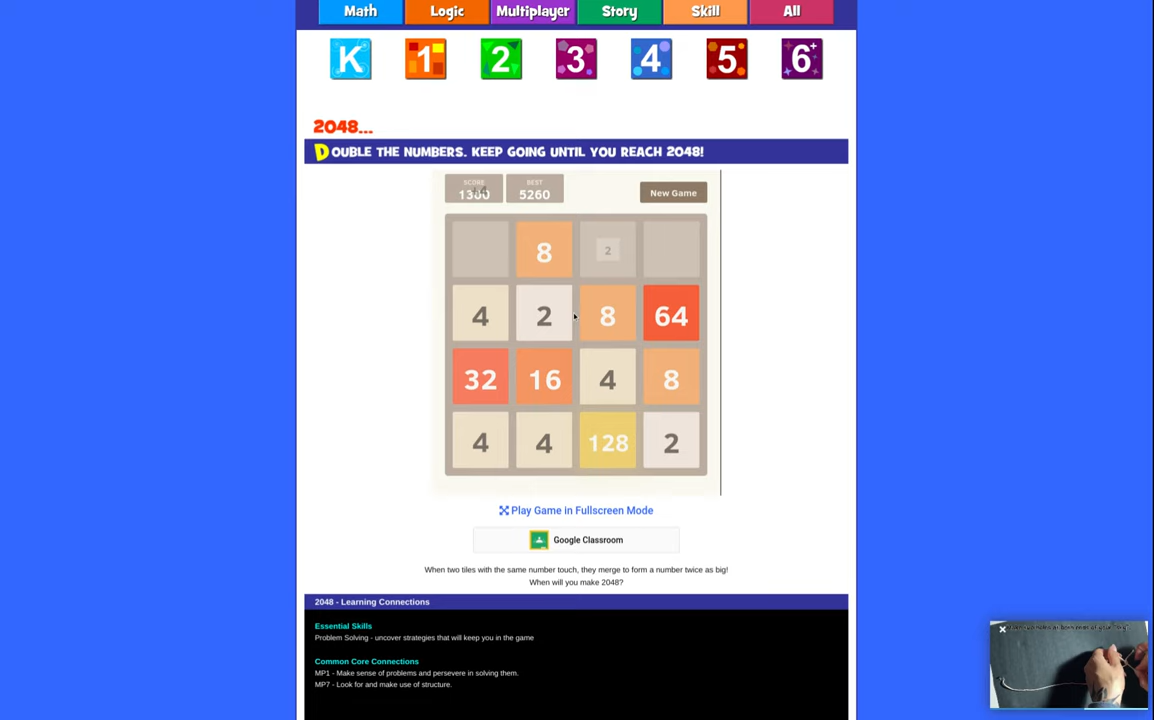 Math Logic Multiplayer Story Skill All
K 1 2 3 4 5 6+
2048...
DOUBLE THE NUMBERS. KEEP GOING UNTIL YOU REACH 2048!
SCORE BEST
5260 New Game
8 2
4 2 8 64
32 16 4 8
4 4 128 2
Play Game in Fullscreen Mode
Google Classroom
When two tiles with the same number touch, they merge to form a number twice as big!
When will you make 2048?
2048 - Learning Connections
Essential Skills
Problem Solving - uncover strategies that will keep you in the game
Common Core Connections
MP1 - Make sense of problems and persevere in solving them.
MP7 - Look for and make use of structure.